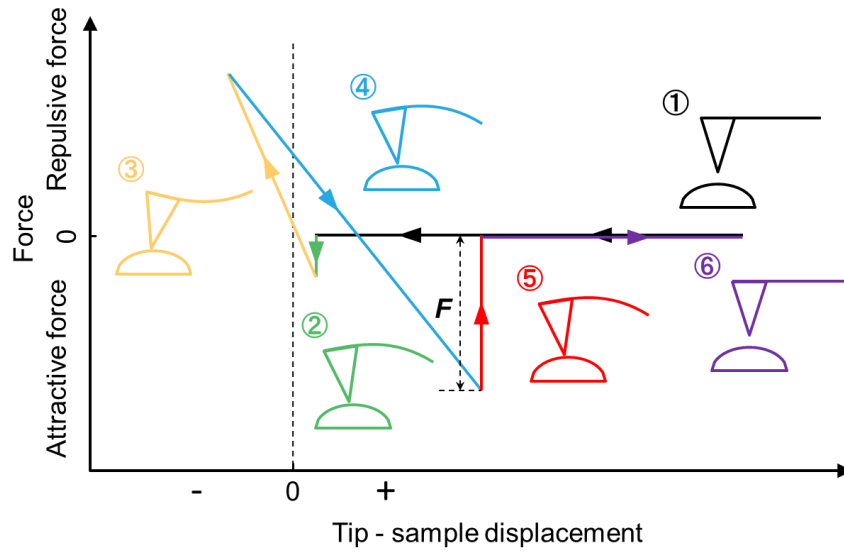 Force
Repulsive force
0
Attractive force
①
②
③
④
⑤
⑥
F
- 0 +
Tip - sample displacement